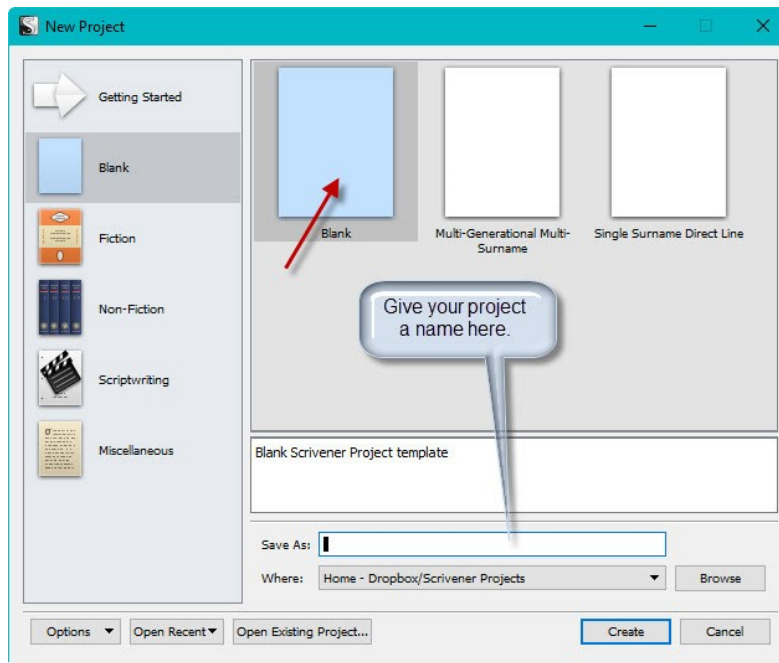 New Project
Getting Started
Blank
Fiction
Non-Fiction
Scriptwriting
Miscellaneous
Blank
Multi-Generational Multi-
Surname
Single Surname Direct Line
Give your project
a name here.
Blank Scrivener Project template
Save As:
Where: Home - Dropbox/Scrivener Projects Browse
Options Open Recent Open Existing Project... Create Cancel